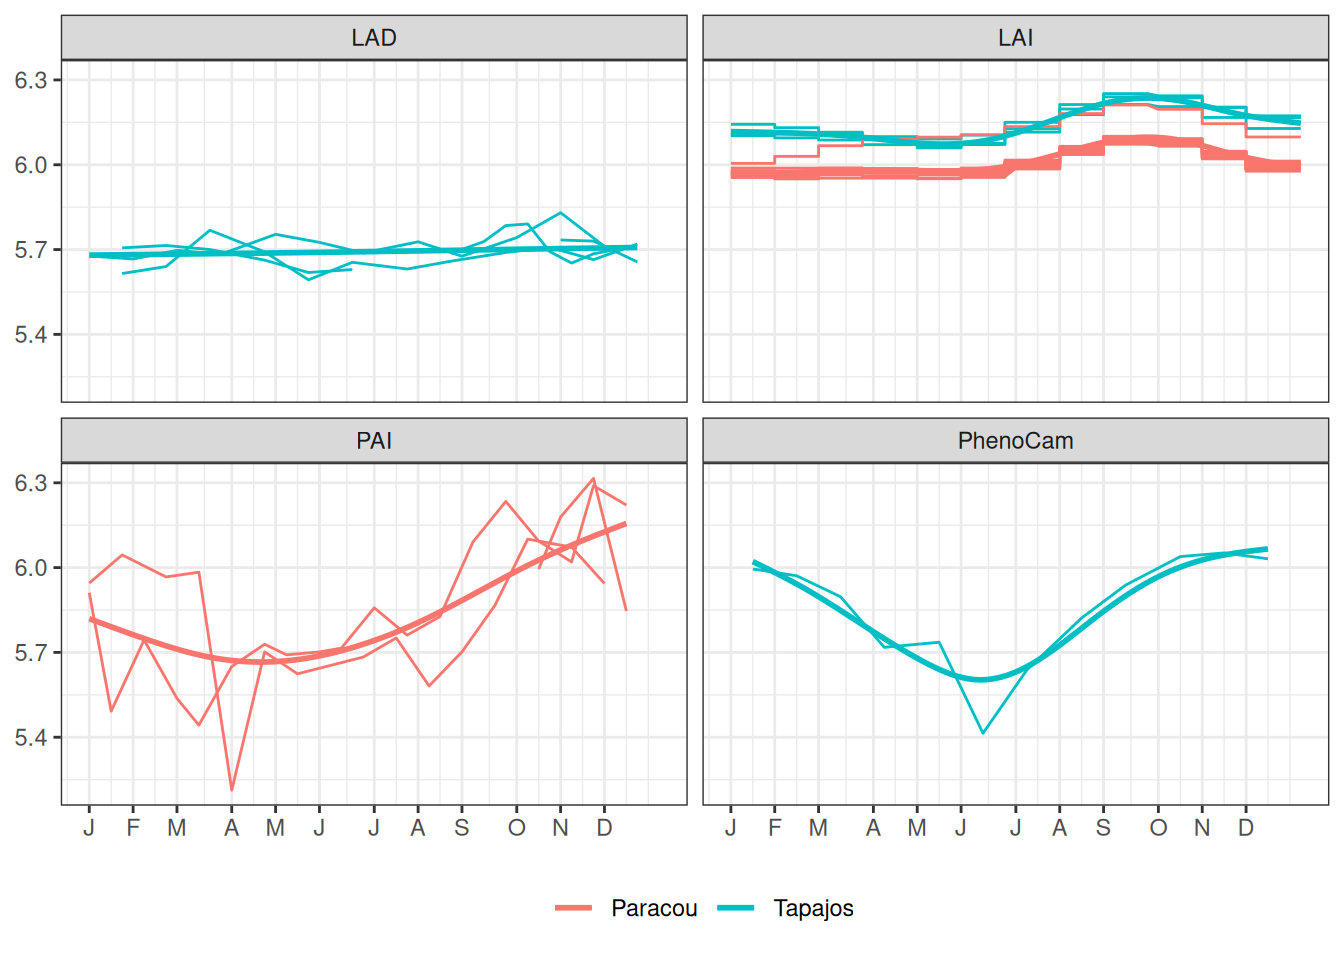 LAD LAI
6.3
6.0
5.7
5.4
PAI PhenoCam
6.3
6.0
5.7
5.4
J F M A M J J A S O N D J F M A M J J A S O N D
Paracou Tapajos